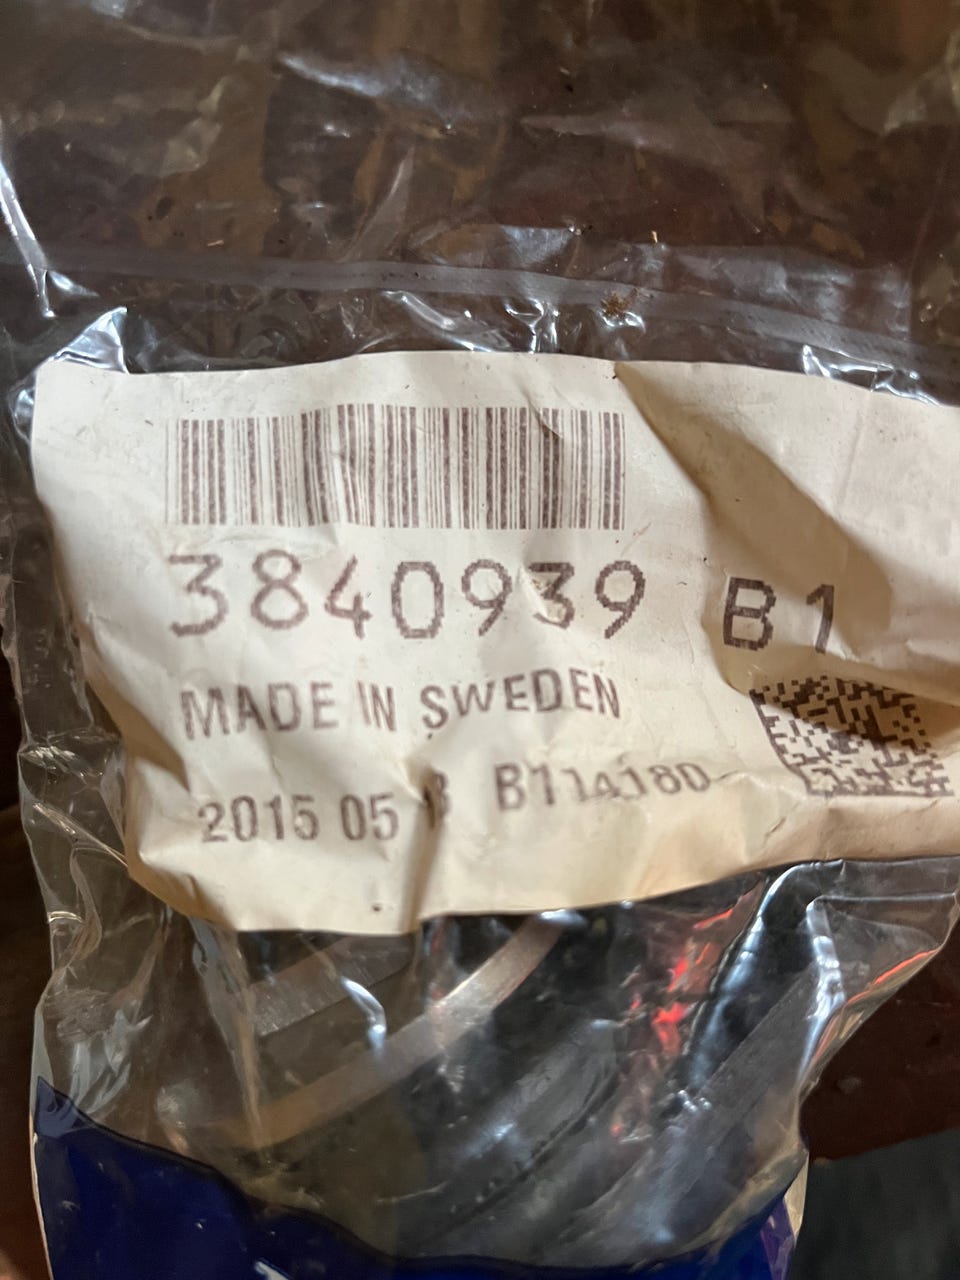 3840939 B1
MADE IN SWEDEN
2015 05 B114180